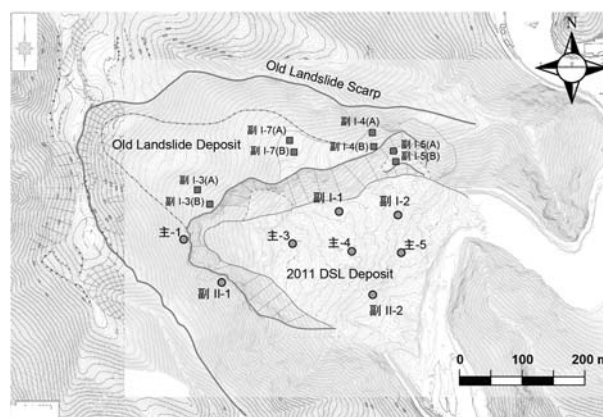 N
Old Landslide Scarp
副 I-7(A)
副 I-4(A)
Old Landslide Deposit
副 I-7(B)
副 I-4(B)
副 I-5(A)
副 I-5(B)
副 I-3(A)
副 I-3(B)
副 I-1
副 I-2
主-1
主-3
主-4
主-5
2011 DSL Deposit
副 II-1
副 II-2
0
100
200 m